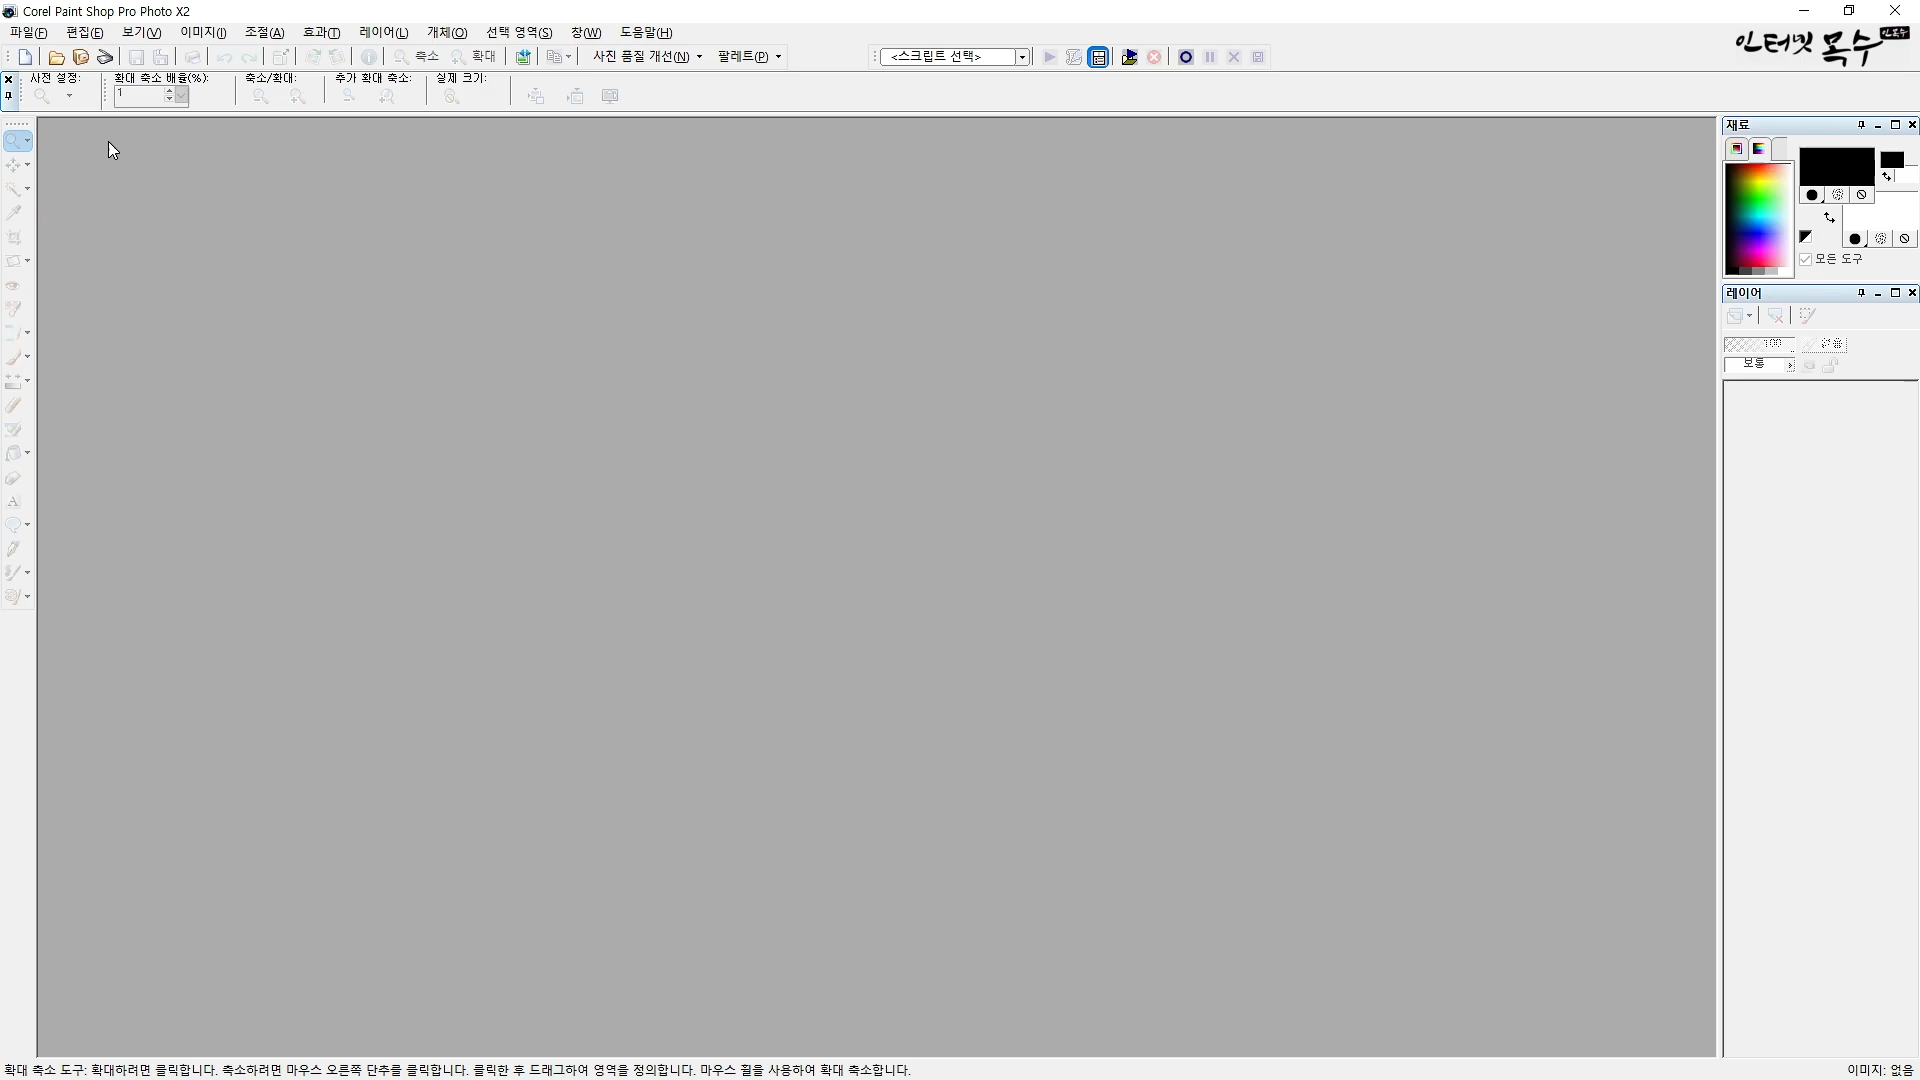 Corel Paint Shop Pro Photo X2
파일(F) 편집(E) 보기(V) 이미지(I) 조절(A) 효과(T) 레이어(L) 개체(O) 선택 영역(S) 창(W) 도움말(H)
인터넷 목수 인목수
축소 확대 사진 품질 개선(N) 팔레트(P) <스크립트 선택>
사전 설정: 확대 축소 배율(%): 축소/확대: 추가 확대 축소: 실제 크기:
1
재료
모든 도구
레이어
100
보통
확대 축소 도구: 확대하려면 클릭합니다. 축소하려면 마우스 오른쪽 단추를 클릭합니다. 클릭한 후 드래그하여 영역을 정의합니다. 마우스 휠을 사용하여 확대 축소합니다.
이미지: 없음